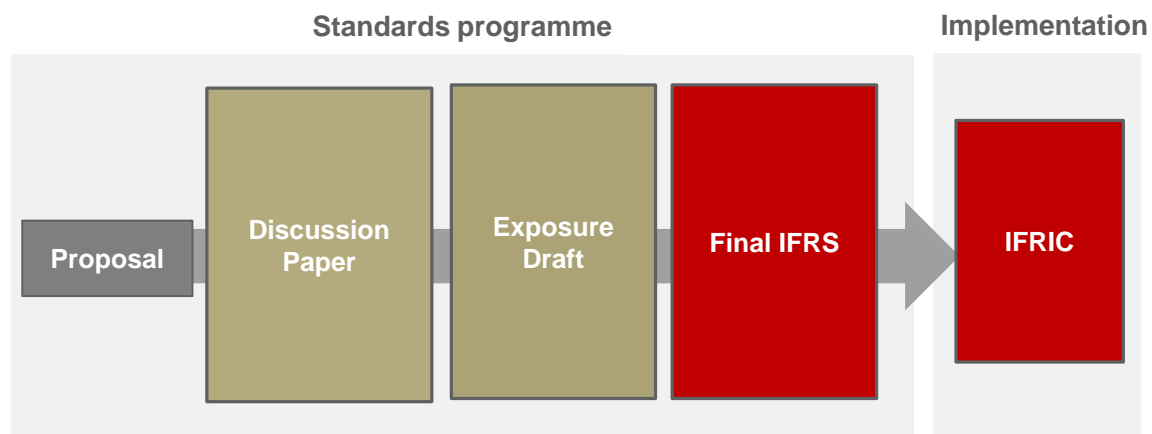 Standards programme
Implementation
Proposal
Discussion
Paper
Exposure
Draft
Final IFRS
IFRIC